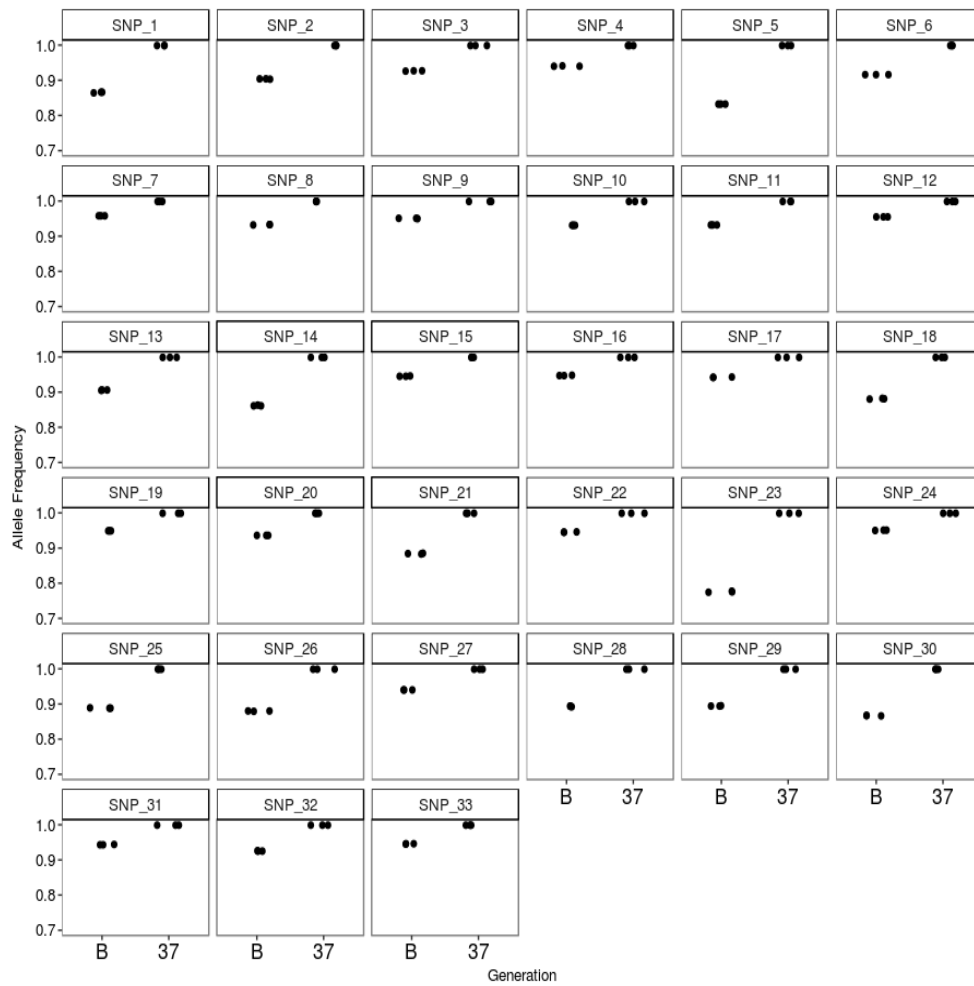 SNP_1 SNP_2 SNP_3 SNP_4 SNP_5 SNP_6
1.0
0.9
0.8
0.7
SNP_7 SNP_8 SNP_9 SNP_10 SNP_11 SNP_12
1.0
0.9
0.8
0.7
SNP_13 SNP_14 SNP_15 SNP_16 SNP_17 SNP_18
1.0
0.9
0.8
0.7
Allele Frequency
SNP_19 SNP_20 SNP_21 SNP_22 SNP_23 SNP_24
1.0
0.9
0.8
0.7
SNP_25 SNP_26 SNP_27 SNP_28 SNP_29 SNP_30
1.0
0.9
0.8
0.7
B 37 B 37 B 37
SNP_31 SNP_32 SNP_33
1.0
0.9
0.8
0.7
B 37 B 37 B 37
Generation